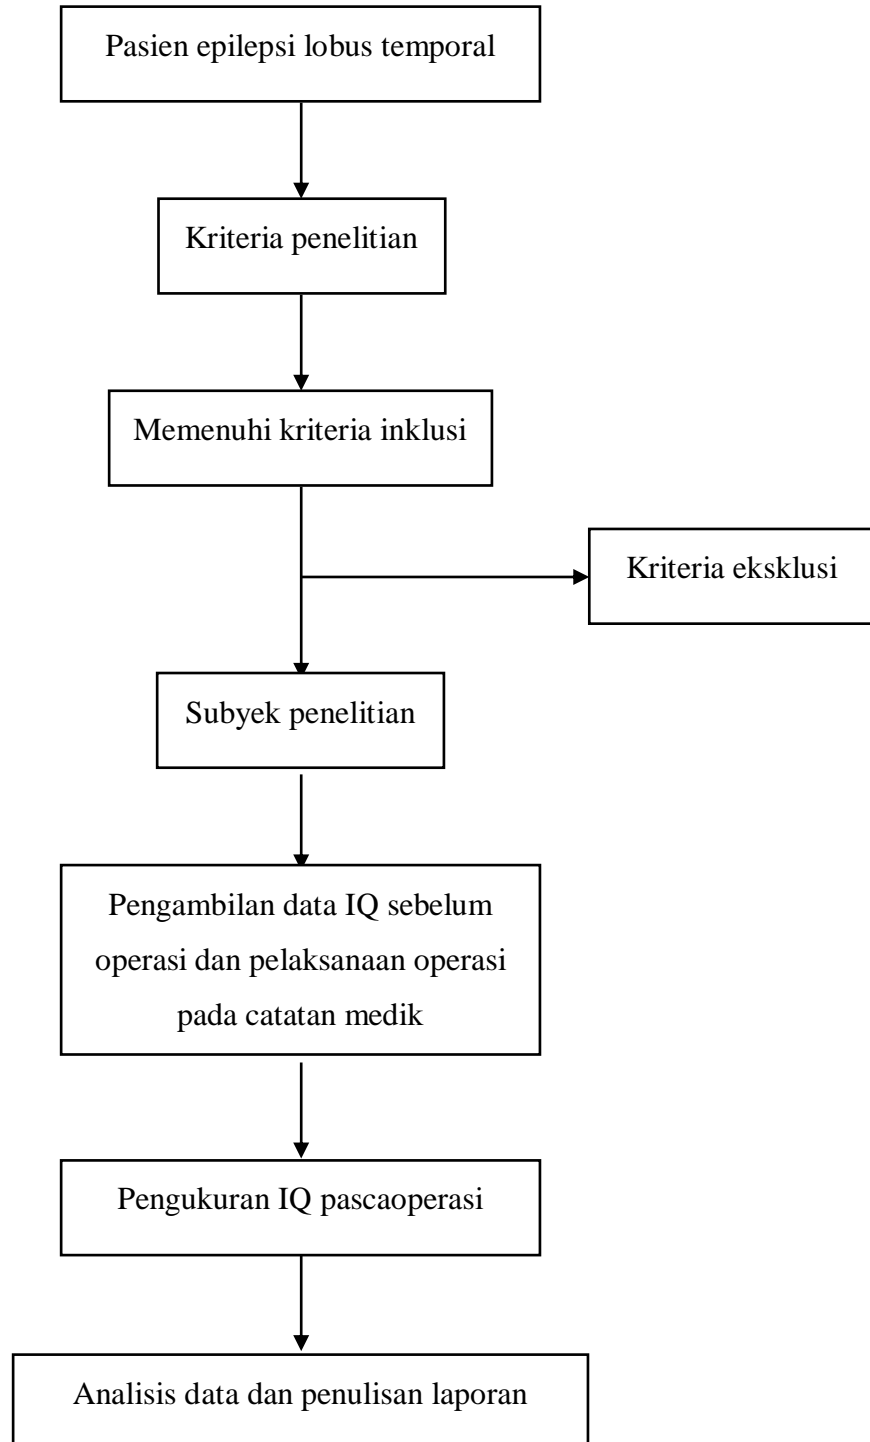 Pasien epilepsi lobus temporal
Kriteria penelitian
Memenuhi kriteria inklusi
Kriteria eksklusi
Subyek penelitian
Pengambilan data IQ sebelum
operasi dan pelaksanaan operasi
pada catatan medik
Pengukuran IQ pascaoperasi
Analisis data dan penulisan laporan